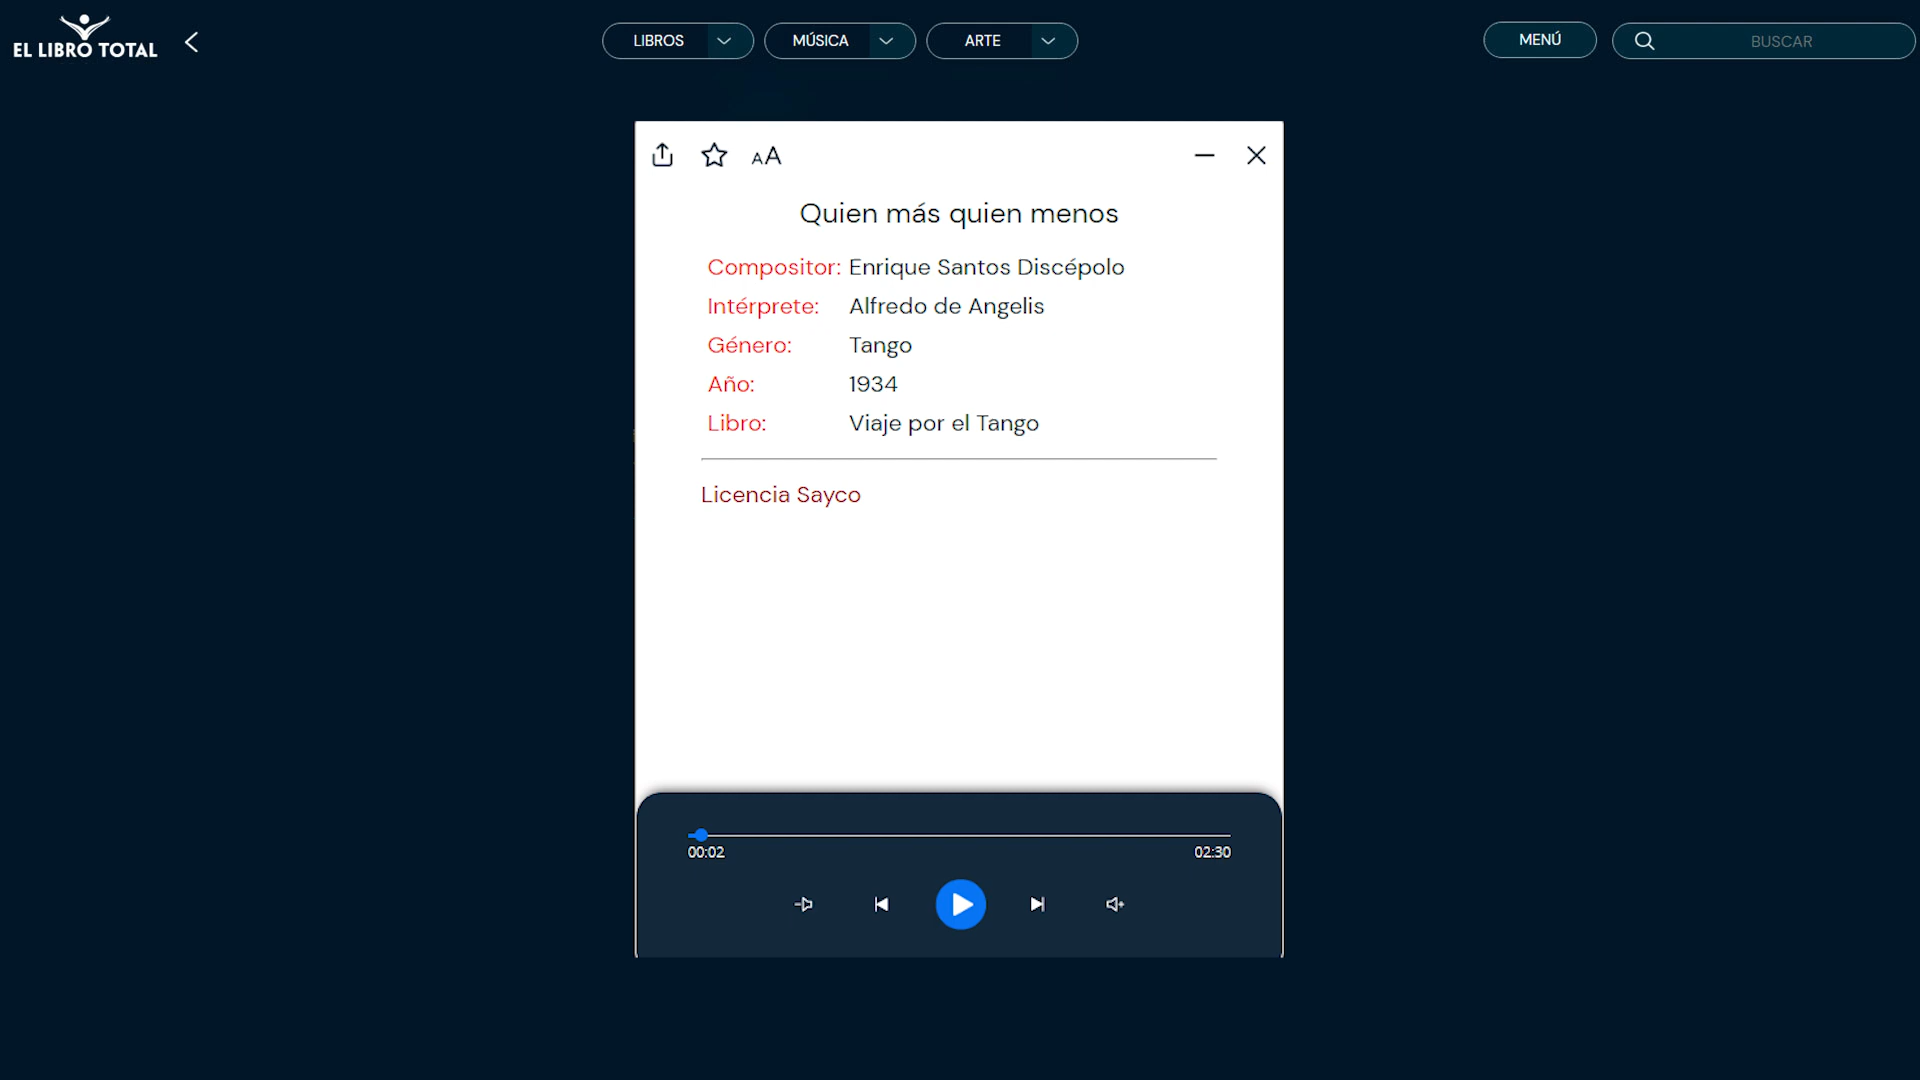 EL LIBRO TOTAL
LIBROS
MÚSICA
ARTE
MENÚ
BUSCAR
AA
Quien más quien menos
Compositor: Enrique Santos Discépolo
Intérprete: Alfredo de Angelis
Género: Tango
Año: 1934
Libro: Viaje por el Tango
Licencia Sayco
00:02
02:30